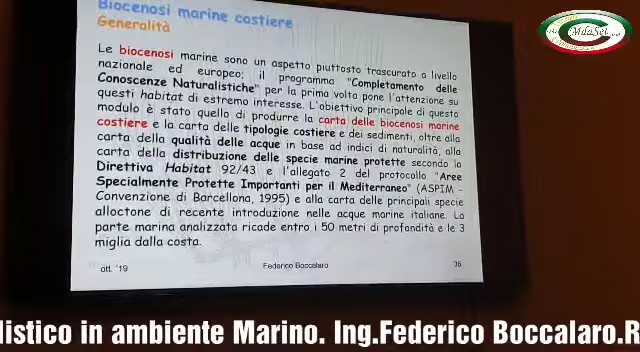 Biocenosi marine costiere
Generalità
Le biocenosi marine sono un aspetto piuttosto trascurato a livello
nazionale ed europeo; il programma "Completamento delle
Conoscenze Naturalistiche" per la prima volta pone l'attenzione su
questi habitat di estremo interesse. L'obiettivo principale di questo
modulo è stato quello di produrre la carta delle biocenosi marine
costiere e la carta delle tipologie costiere e dei sedimenti, oltre alla
carta della qualità delle acque in base ad indici di naturalità, alla
carta della distribuzione delle specie marine protette secondo la
Direttiva Habitat 92/43 e l'allegato 2 del protocollo "Aree
Specialmente Protette Importanti per il Mediterraneo" (ASPIM -
Convenzione di Barcellona, 1995) e alla carta delle principali specie
alloctone di recente introduzione nelle acque marine italiane. La
parte marina analizzata ricade entro i 50 metri di profondità e le 3
miglia dalla costa.
ott. '19 Federico Boccalaro 36
listico in ambiente Marino. Ing.Federico Boccalaro.R